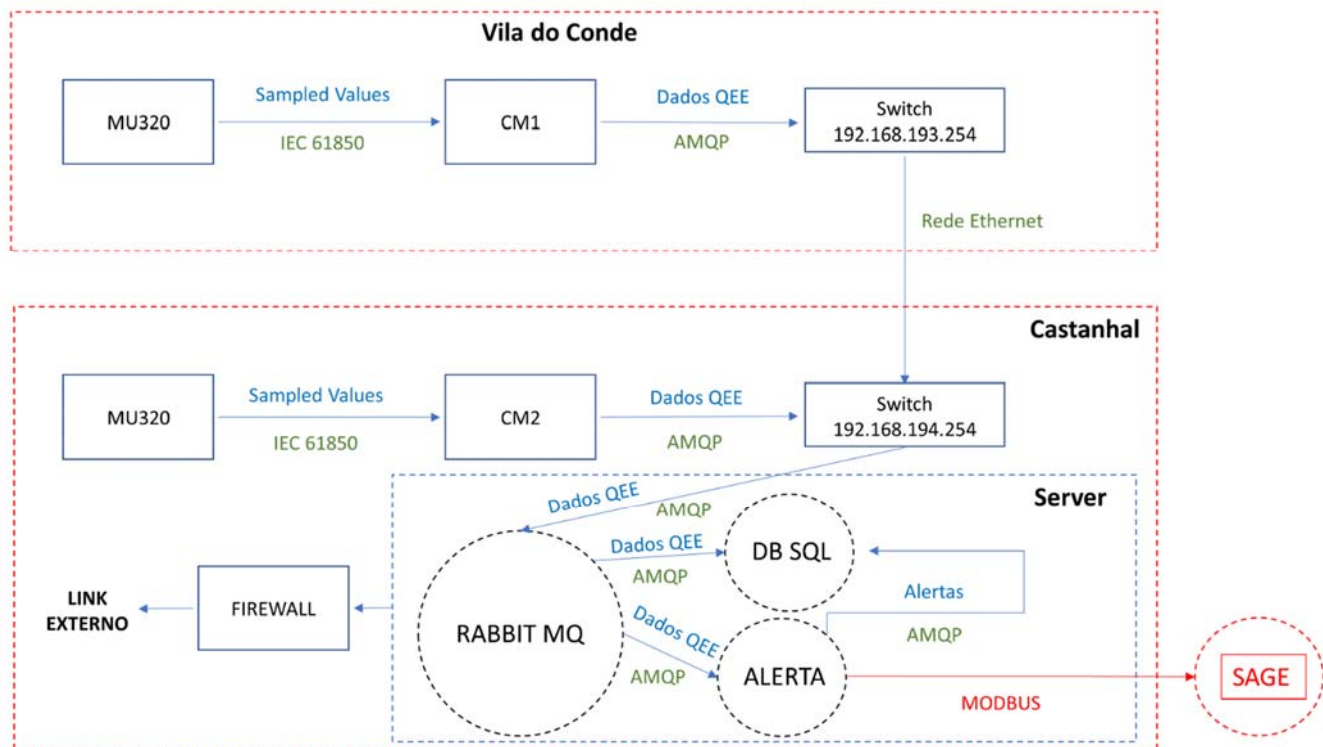 Vila do Conde
MU320
Sampled Values
IEC 61850
CM1
Dados QEE
AMQP
Switch
192.168.193.254
Rede Ethernet
Castanhal
MU320
Sampled Values
IEC 61850
CM2
Dados QEE
AMQP
Switch
192.168.194.254
Server
Dados QEE
AMQP
Dados QEE
AMQP
DB SQL
LINK
EXTERNO
FIREWALL
RABBIT MQ
Dados QEE
AMQP
ALERTA
Alertas
AMQP
MODBUS
SAGE